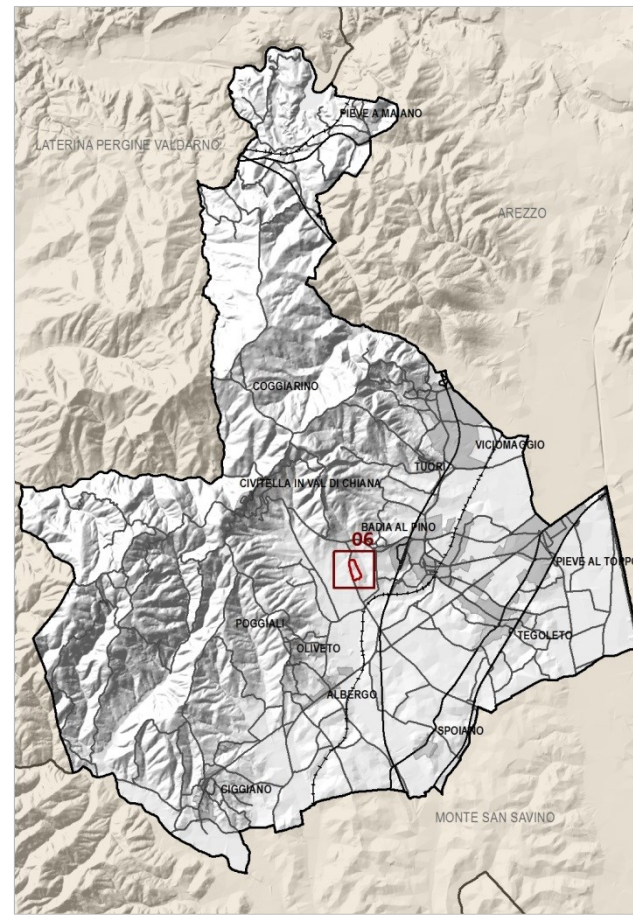 PIEVE A MAIANO
LATERINA PERGINE VALDARNO
AREZZO
COGGIARINO
VICIOMAGGIO
TUORI
CIVITELLA IN VAL DI CHIANA
BADIA AL PINO
06
PIEVE AL TOPPO
POGGIALI
TEGOLETO
OLIVETO
ALBERGO
SPOIANO
CIGGIANO
MONTE SAN SAVINO